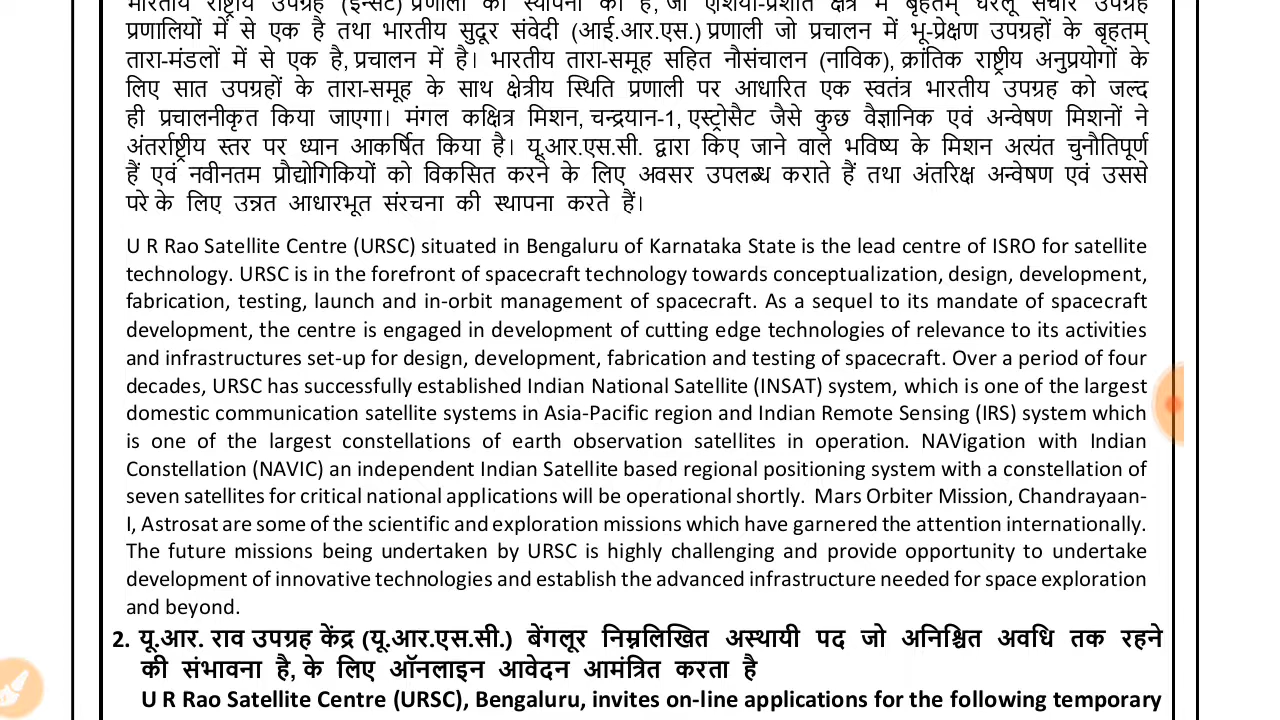 भारतीय राष्ट्रीय उपग्रह (इन्सैट) प्रणाली की स्थापना की है, जो एशिया-प्रशांत क्षेत्र में बृहतम् घरेलू संचार उपग्रह
प्रणालियों में से एक है तथा भारतीय सुदूर संवेदी (आई.आर.एस.) प्रणाली जो प्रचालन में भू-प्रेक्षण उपग्रहों के बृहतम्
तारा-मंडलों में से एक है, प्रचालन में है। भारतीय तारा-समूह सहित नौसंचालन (नाविक), क्रांतिक राष्ट्रीय अनुप्रयोगों के
लिए सात उपग्रहों के तारा-समूह के साथ क्षेत्रीय स्थिति प्रणाली पर आधारित एक स्वतंत्र भारतीय उपग्रह को जल्द
ही प्रचालनीकृत किया जाएगा। मंगल कक्षित्र मिशन, चन्द्रयान-1, एस्ट्रोसैट जैसे कुछ वैज्ञानिक एवं अन्वेषण मिशनों ने
अंतर्राष्ट्रीय स्तर पर ध्यान आकर्षित किया है। यू.आर.एस.सी. द्वारा किए जाने वाले भविष्य के मिशन अत्यंत चुनौतिपूर्ण
हैं एवं नवीनतम प्रौद्योगिकियों को विकसित करने के लिए अवसर उपलब्ध कराते हैं तथा अंतरिक्ष अन्वेषण एवं उससे
परे के लिए उन्नत आधारभूत संरचना की स्थापना करते हैं।
U R Rao Satellite Centre (URSC) situated in Bengaluru of Karnataka State is the lead centre of ISRO for satellite
technology. URSC is in the forefront of spacecraft technology towards conceptualization, design, development,
fabrication, testing, launch and in-orbit management of spacecraft. As a sequel to its mandate of spacecraft
development, the centre is engaged in development of cutting edge technologies of relevance to its activities
and infrastructures set-up for design, development, fabrication and testing of spacecraft. Over a period of four
decades, URSC has successfully established Indian National Satellite (INSAT) system, which is one of the largest
domestic communication satellite systems in Asia-Pacific region and Indian Remote Sensing (IRS) system which
is one of the largest constellations of earth observation satellites in operation. NAVigation with Indian
Constellation (NAVIC) an independent Indian Satellite based regional positioning system with a constellation of
seven satellites for critical national applications will be operational shortly. Mars Orbiter Mission, Chandrayaan-
I, Astrosat are some of the scientific and exploration missions which have garnered the attention internationally.
The future missions being undertaken by URSC is highly challenging and provide opportunity to undertake
development of innovative technologies and establish the advanced infrastructure needed for space exploration
and beyond.
2. यू.आर. राव उपग्रह केंद्र (यू.आर.एस.सी.) बेंगलूर निम्नलिखित अस्थायी पद जो अनिश्चित अवधि तक रहने
की संभावना है, के लिए ऑनलाइन आवेदन आमंत्रित करता है
U R Rao Satellite Centre (URSC), Bengaluru, invites on-line applications for the following temporary